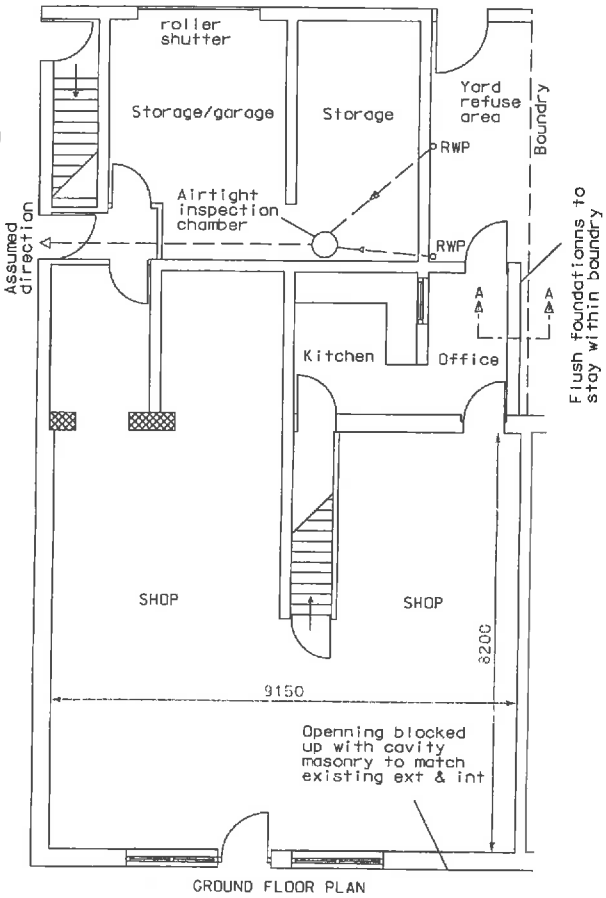 roller
shutter
Storage/garage
Storage
Yard
refuse
area
Boundry
RWP
Airtight
inspection
chamber
RWP
Assumed
direction
Flush foundationns to
stay within boundry
A
A
Kitchen
Office
SHOP
SHOP
8200
9150
Openning blocked
up with cavity
masonry to match
existing ext & int
GROUND FLOOR PLAN